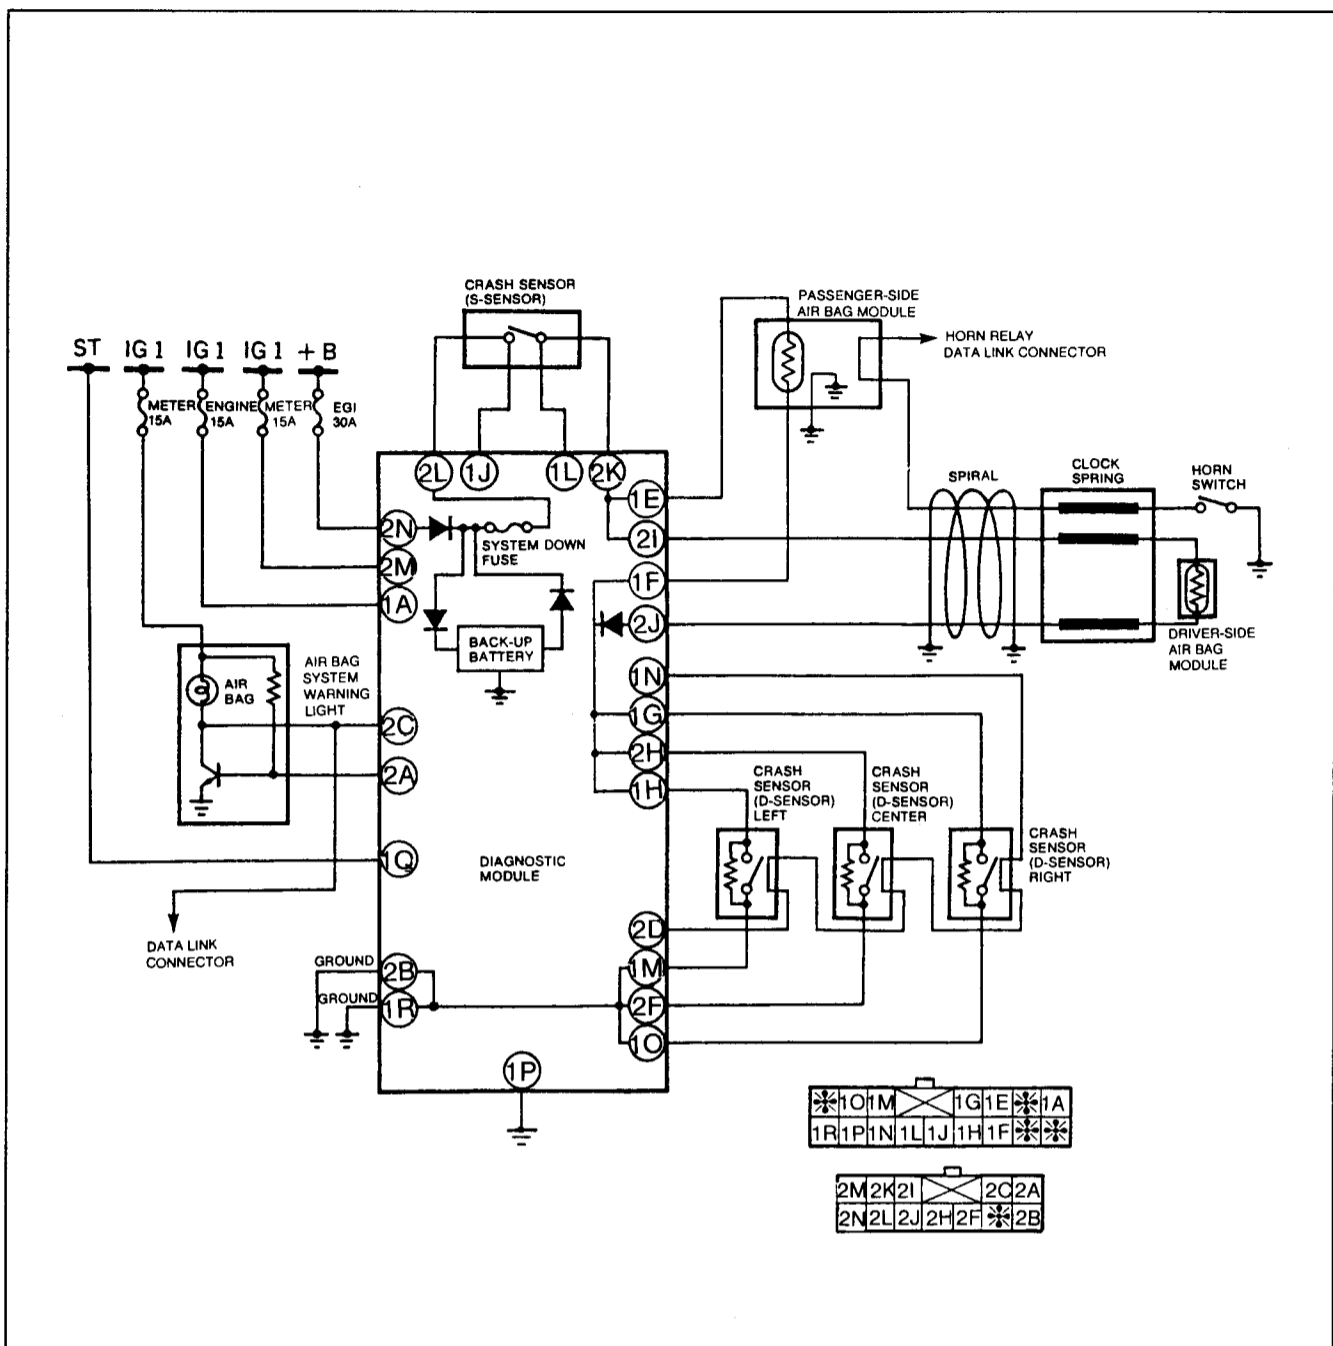 CRASH SENSOR
(S-SENSOR)
PASSENGER-SIDE
AIR BAG MODULE
HORN RELAY
DATA LINK CONNECTOR
ST IG 1 IG 1 IG 1 + B
METER
15A
ENGINE
15A
METER
15A
EGI
30A
2L 1J 1L 2K
SPIRAL
CLOCK
SPRING
HORN
SWITCH
1E
2N
SYSTEM DOWN
FUSE
2I
2M
1F
1A
2J
BACK-UP
BATTERY
DRIVER-SIDE
AIR BAG
MODULE
AIR
BAG
AIR BAG
SYSTEM
WARNING
LIGHT
1N
1G
2C
2H
2A
1H
CRASH
SENSOR
(D-SENSOR)
LEFT
CRASH
SENSOR
(D-SENSOR)
CENTER
CRASH
SENSOR
(D-SENSOR)
RIGHT
1Q
DIAGNOSTIC
MODULE
DATA LINK
CONNECTOR
2D
GROUND
2B
1M
GROUND
1R
2F
1O
1P
1O 1M 1G 1E 1A
1R 1P 1N 1L 1J 1H 1F
2M 2K 2I 2C 2A
2N 2L 2J 2H 2F 2B